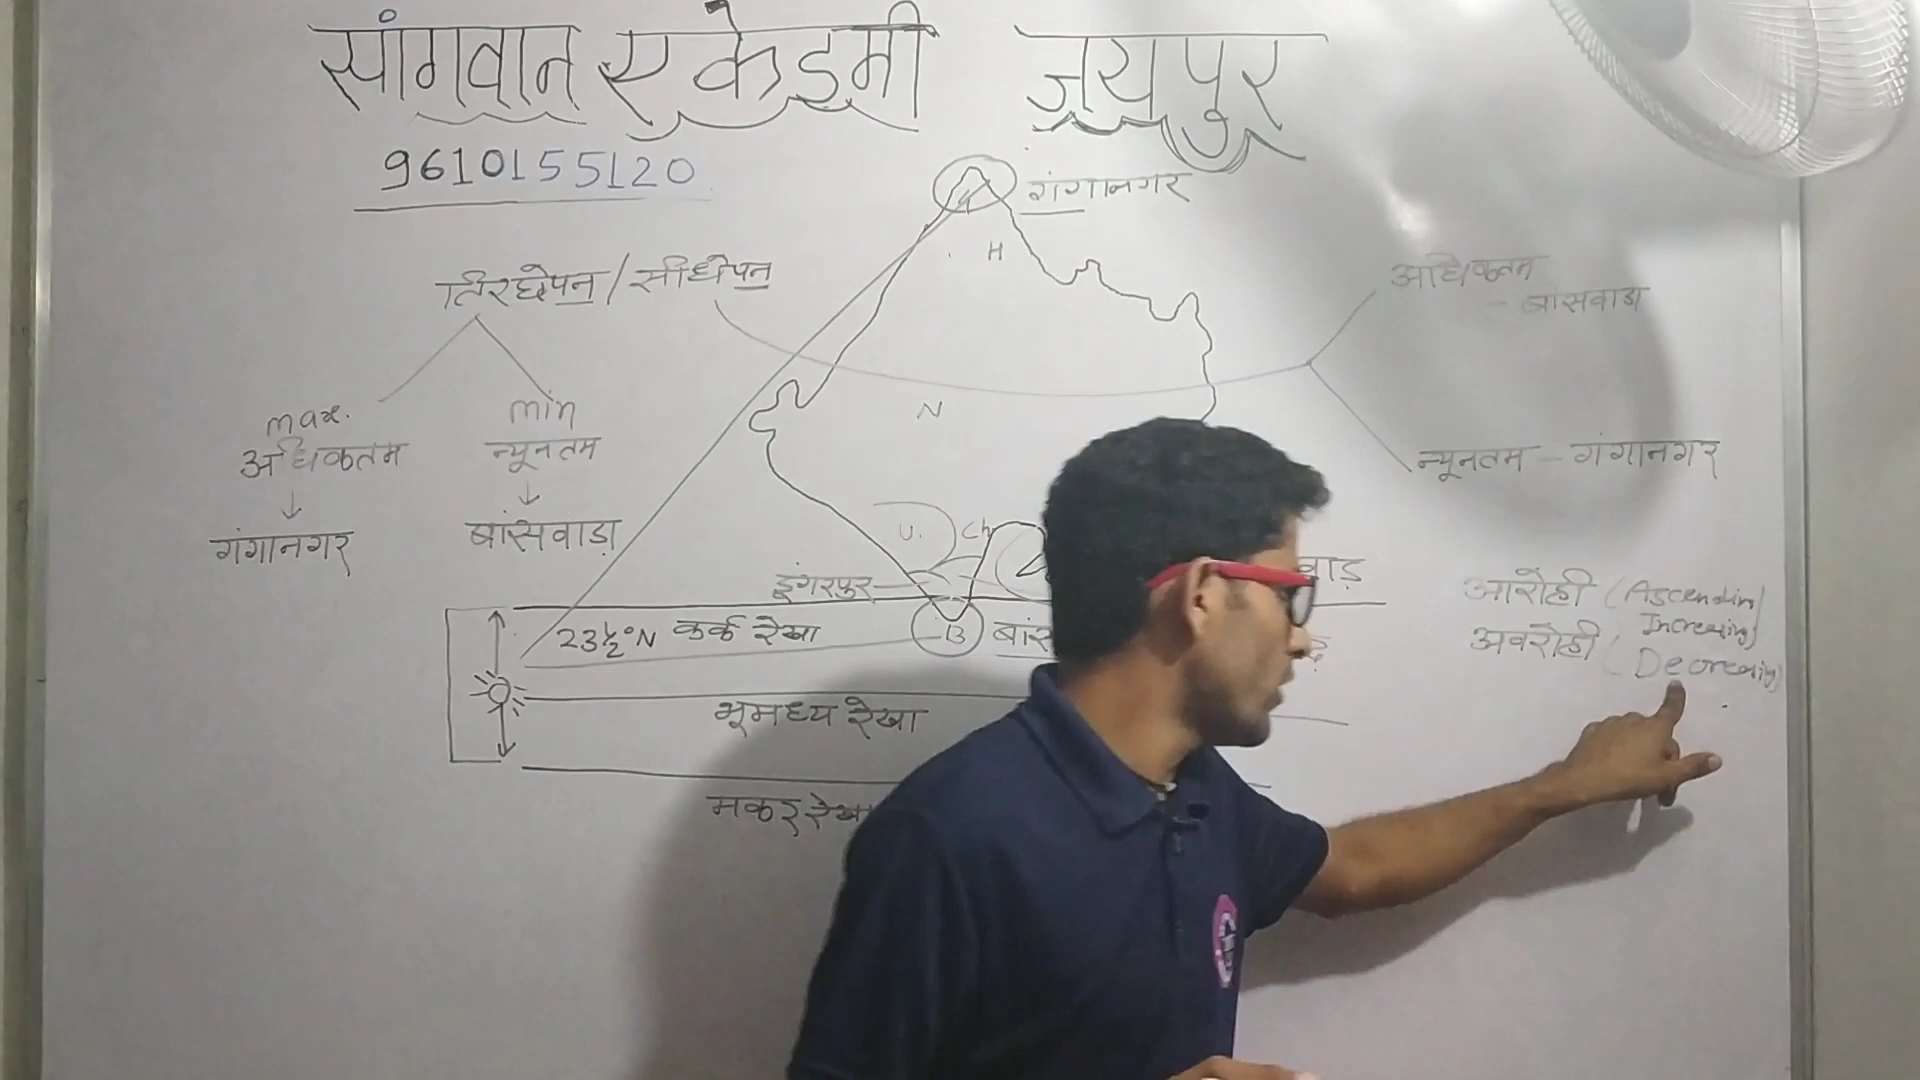 सांगवान एकेडमी जयपुर
9610155120
गंगानगर
H
तिरछेपन / सीधेपन
अधिकतम
- बांसवाडा
max.
min
अधिकतम
न्यूनतम
N
न्यूनतम - गंगानगर
गंगानगर
बांसवाडा
U.
Ch
डूंगरपुर
वाड़
आरोही (Ascending
Increasing)
अवरोही (Decreasing)
23½°N कर्क रेखा
B
बांस
भूमध्य रेखा
मकर रेखा